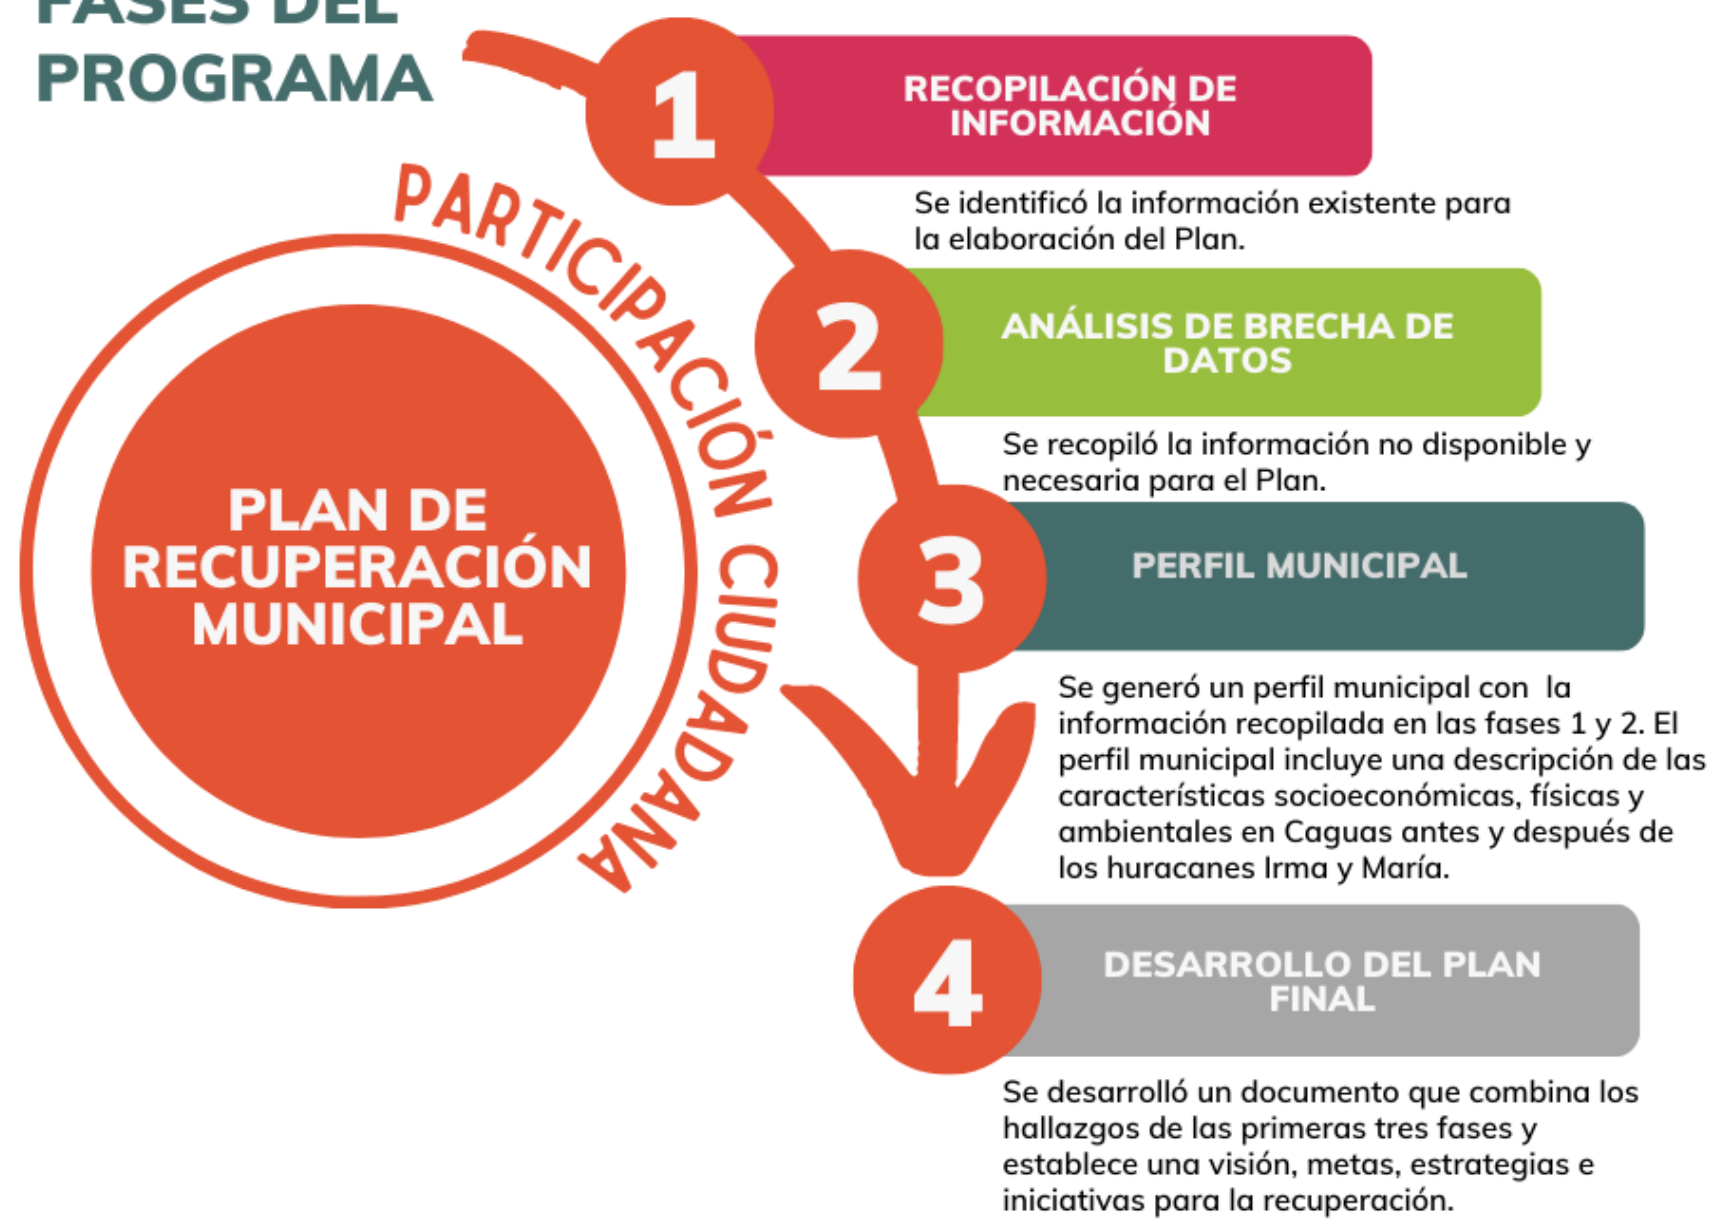 FASES DEL
PROGRAMA
1
RECOPILACIÓN DE
INFORMACIÓN
Se identificó la información existente para
la elaboración del Plan.
PARTICIPACIÓN CIUDADANA
PLAN DE
RECUPERACIÓN
MUNICIPAL
2
ANÁLISIS DE BRECHA DE
DATOS
Se recopiló la información no disponible y
necesaria para el Plan.
3
PERFIL MUNICIPAL
Se generó un perfil municipal con la
información recopilada en las fases 1 y 2. El
perfil municipal incluye una descripción de las
características socioeconómicas, físicas y
ambientales en Caguas antes y después de
los huracanes Irma y María.
4
DESARROLLO DEL PLAN
FINAL
Se desarrolló un documento que combina los
hallazgos de las primeras tres fases y
establece una visión, metas, estrategias e
iniciativas para la recuperación.